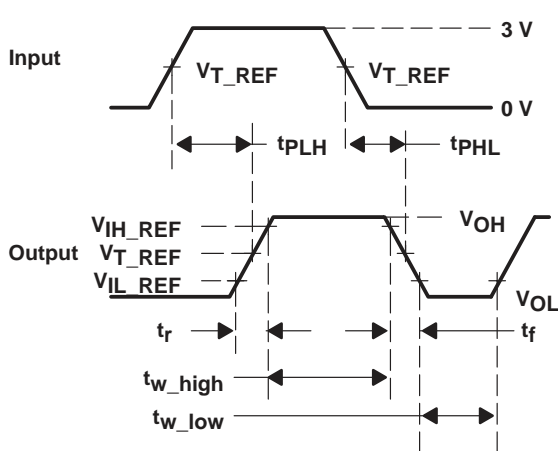 3 V
Input
VT_REF VT_REF
0 V
tPLH tPHL
VIH_REF VOH
Output VT_REF
VIL_REF
VOL
tr tf
tw_high
tw_low